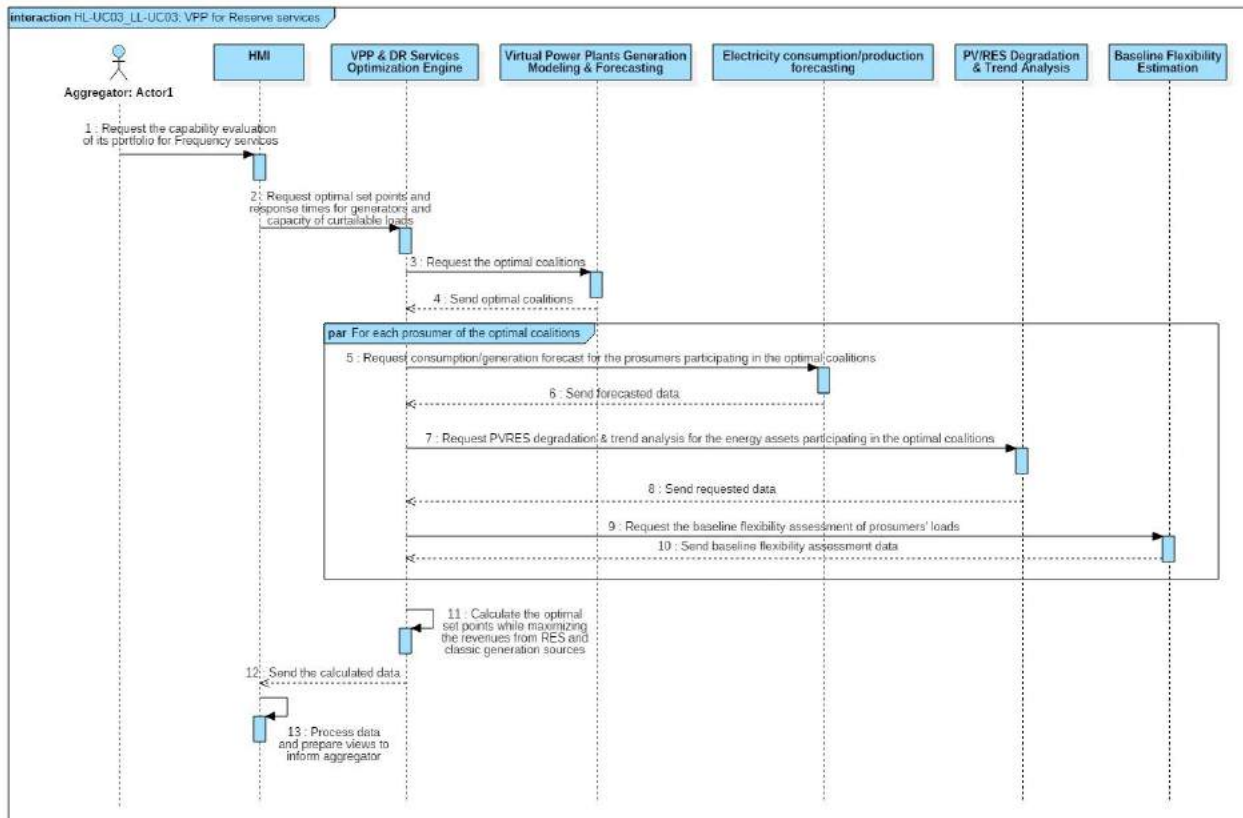 interaction HL-UC03_LL-UC03: VPP for Reserve services
HMI
VPP & DR Services
Optimization Engine
Virtual Power Plants Generation
Modeling & Forecasting
Electricity consumption/production
forecasting
PV/RES Degradation
& Trend Analysis
Baseline Flexibility
Estimation
Aggregator: Actor1
1 : Request the capability evaluation
of its portfolio for Frequency services
2 : Request optimal set points and
response times for generators and
capacity of curtailable loads
3 : Request the optimal coalitions
4 : Send optimal coalitions
par For each prosumer of the optimal coalitions
5 : Request consumption/generation forecast for the prosumers participating in the optimal coalitions
6 : Send forecasted data
7 : Request PVRES degradation & trend analysis for the energy assets participating in the optimal coalitions
8 : Send requested data
9 : Request the baseline flexibility assessment of prosumers' loads
10 : Send baseline flexibility assessment data
11 : Calculate the optimal
set points while maximizing
the revenues from RES and
classic generation sources
12 : Send the calculated data
13 : Process data
and prepare views to
inform aggregator